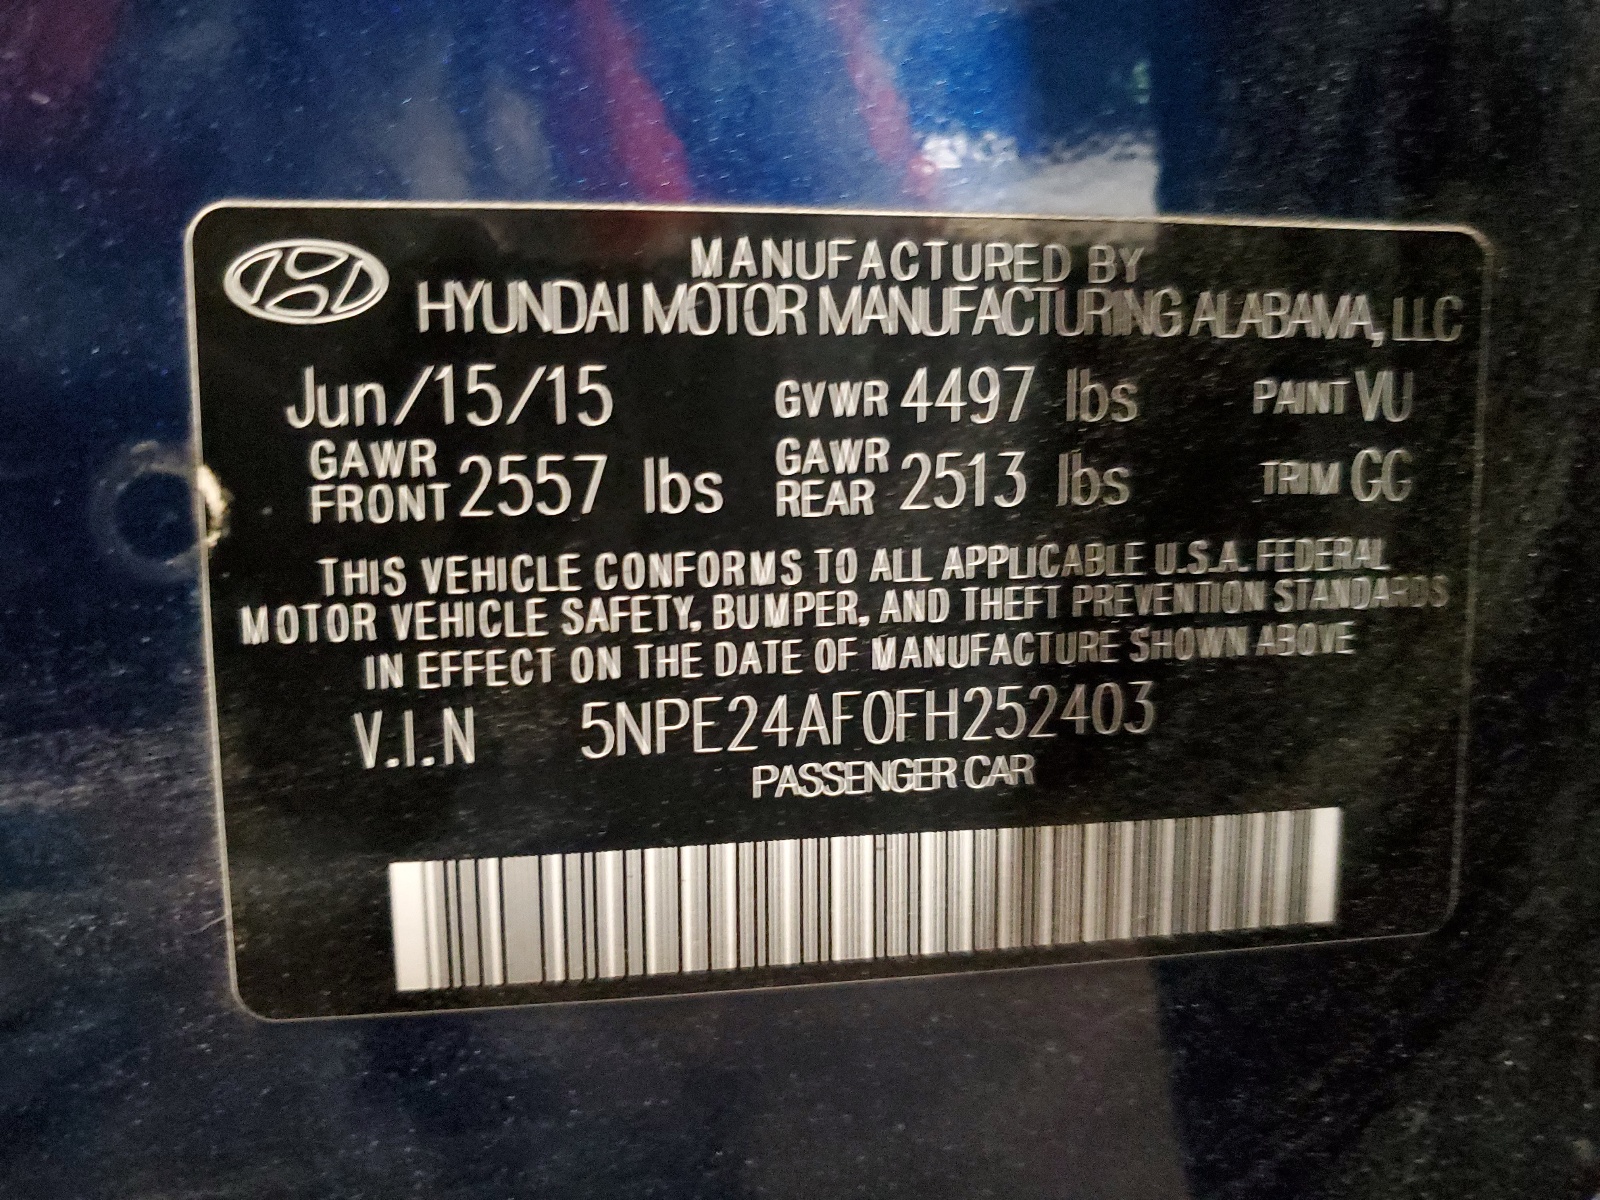 MANUFACTURED BY
HYUNDAI MOTOR MANUFACTURING ALABAMA, LLC
Jun/15/15 GVWR 4497 lbs PAINT VU
GAWR FRONT 2557 lbs GAWR REAR 2513 lbs TRIM GG
THIS VEHICLE CONFORMS TO ALL APPLICABLE U.S.A. FEDERAL
MOTOR VEHICLE SAFETY, BUMPER, AND THEFT PREVENTION STANDARDS
IN EFFECT ON THE DATE OF MANUFACTURE SHOWN ABOVE
V.I.N 5NPE24AF0FH252403
PASSENGER CAR